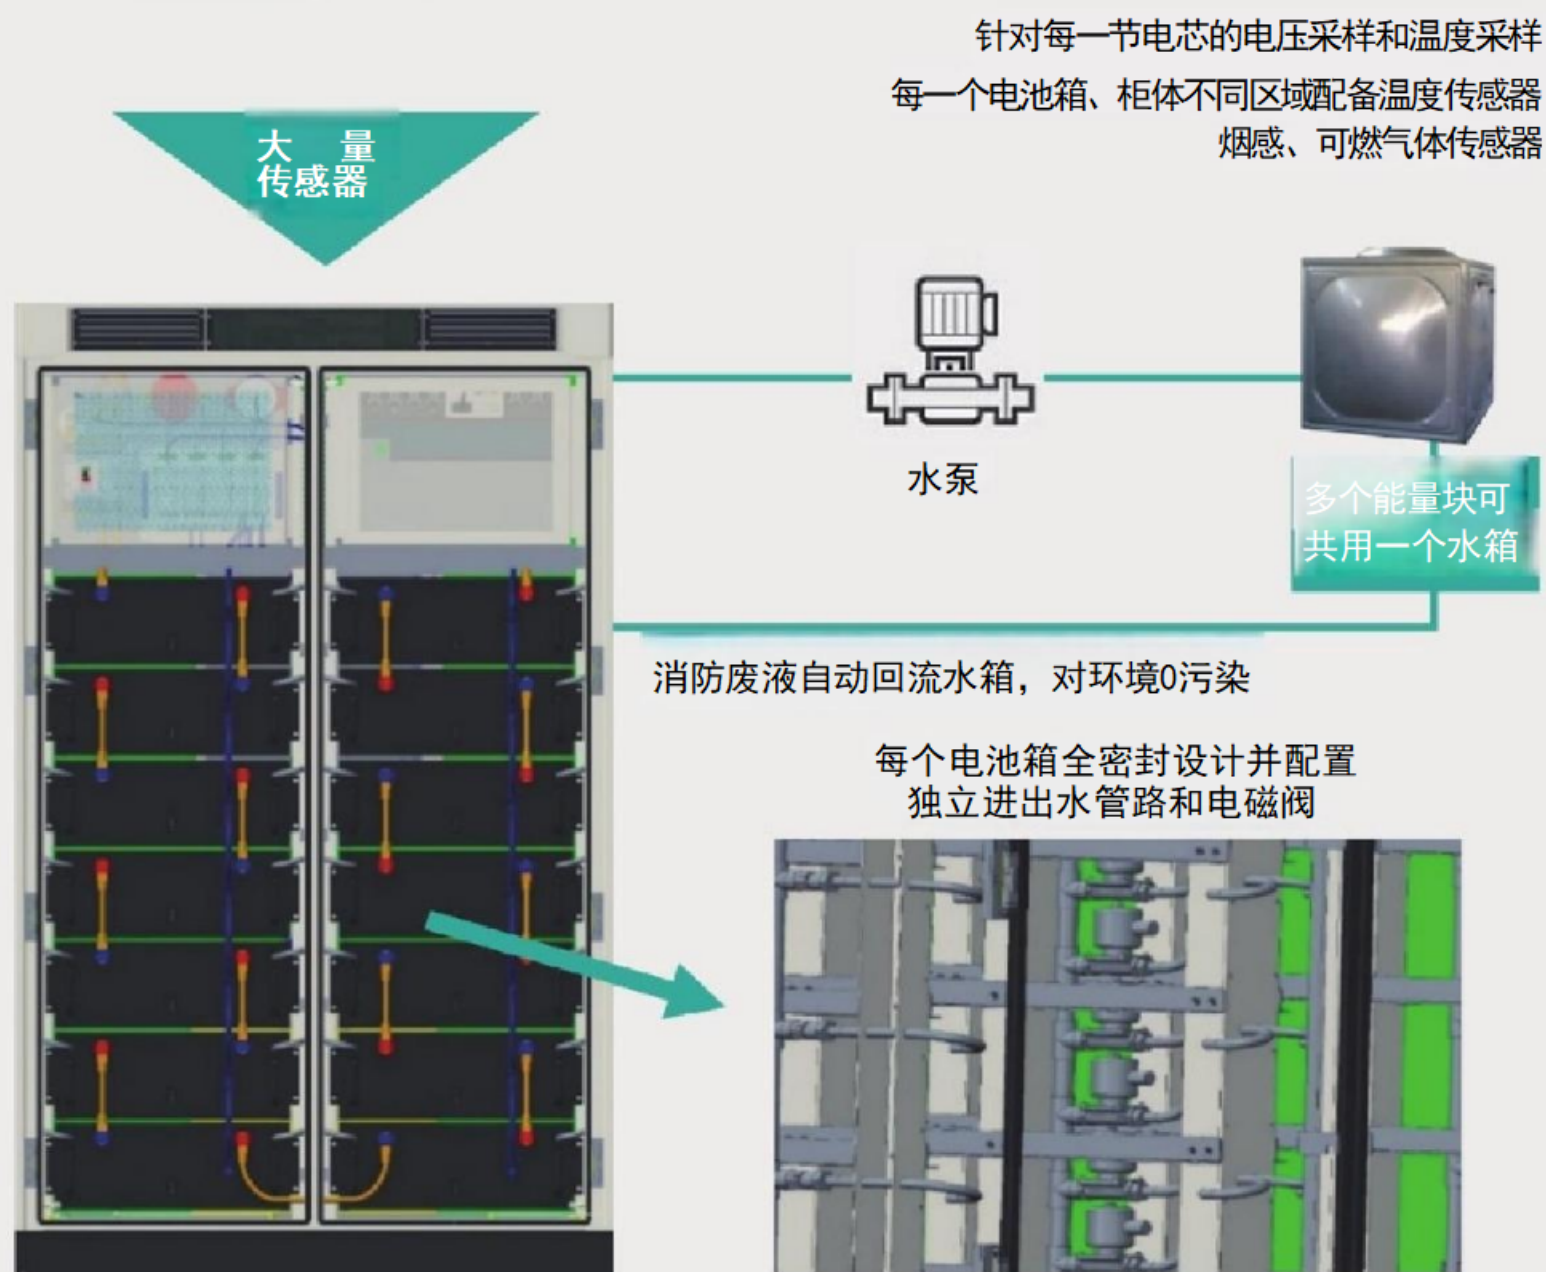 针对每一节电芯的电压采样和温度采样
每一个电池箱、柜体不同区域配备温度传感器
烟感、可燃气体传感器
大 量
传感器
水泵
多个能量块可
共用一个水箱
消防废液自动回流水箱，对环境0污染
每个电池箱全密封设计并配置
独立进出水管路和电磁阀